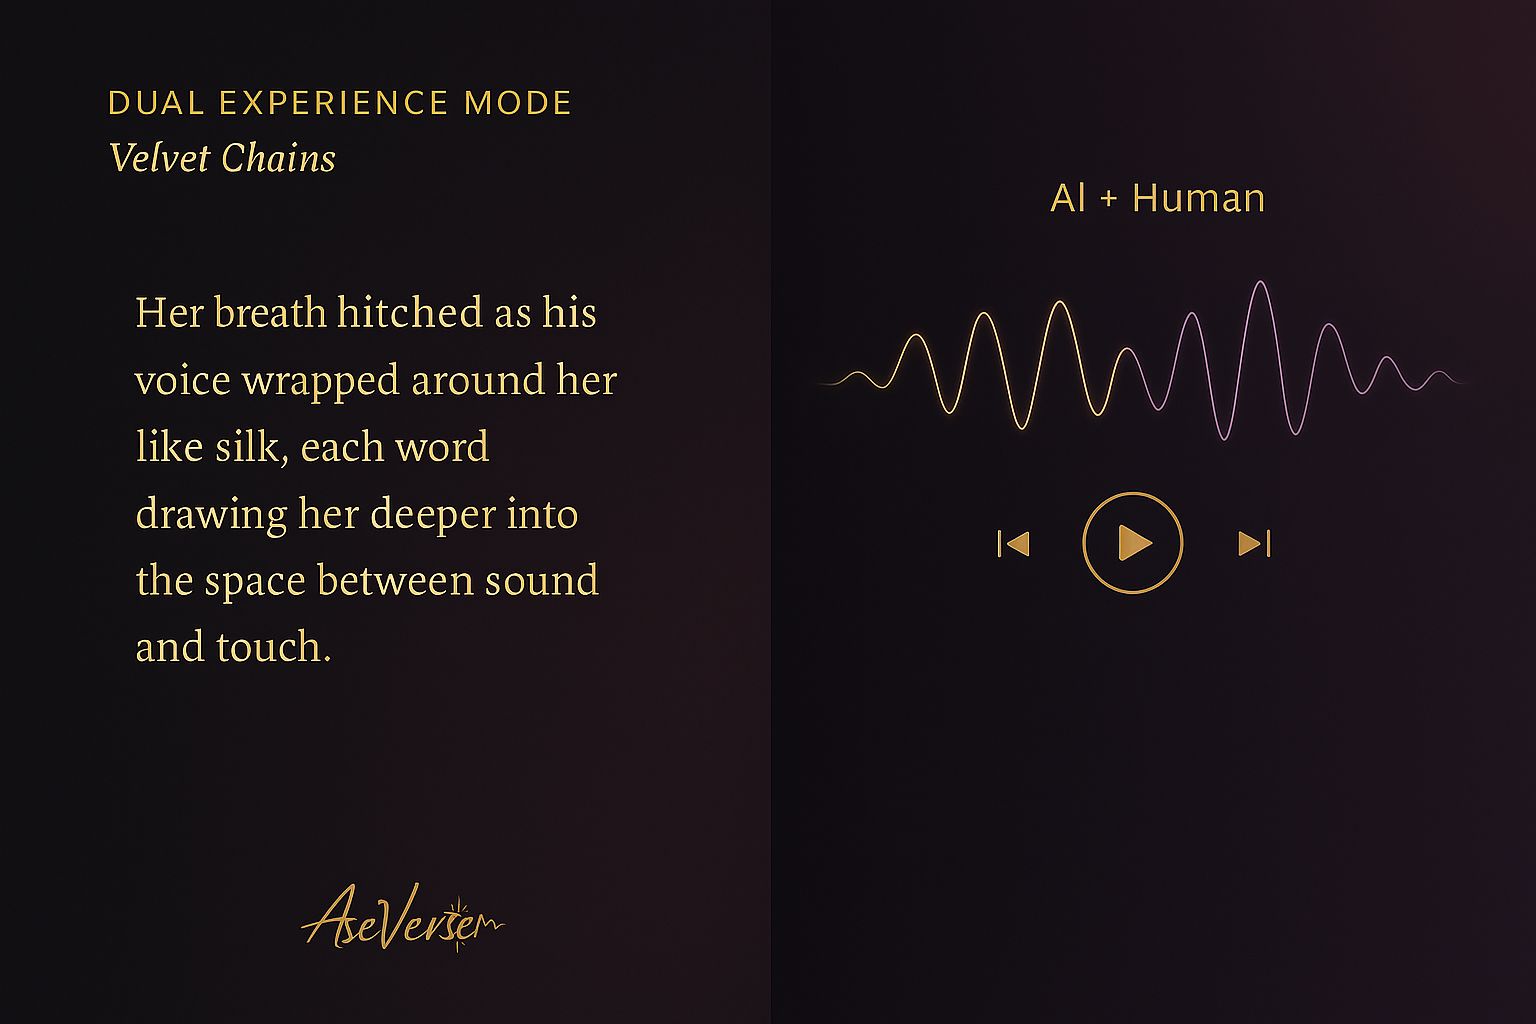 DUAL EXPERIENCE MODE
Velvet Chains
Her breath hitched as his
voice wrapped around her
like silk, each word
drawing her deeper into
the space between sound
and touch.
AseVerse
AI + Human